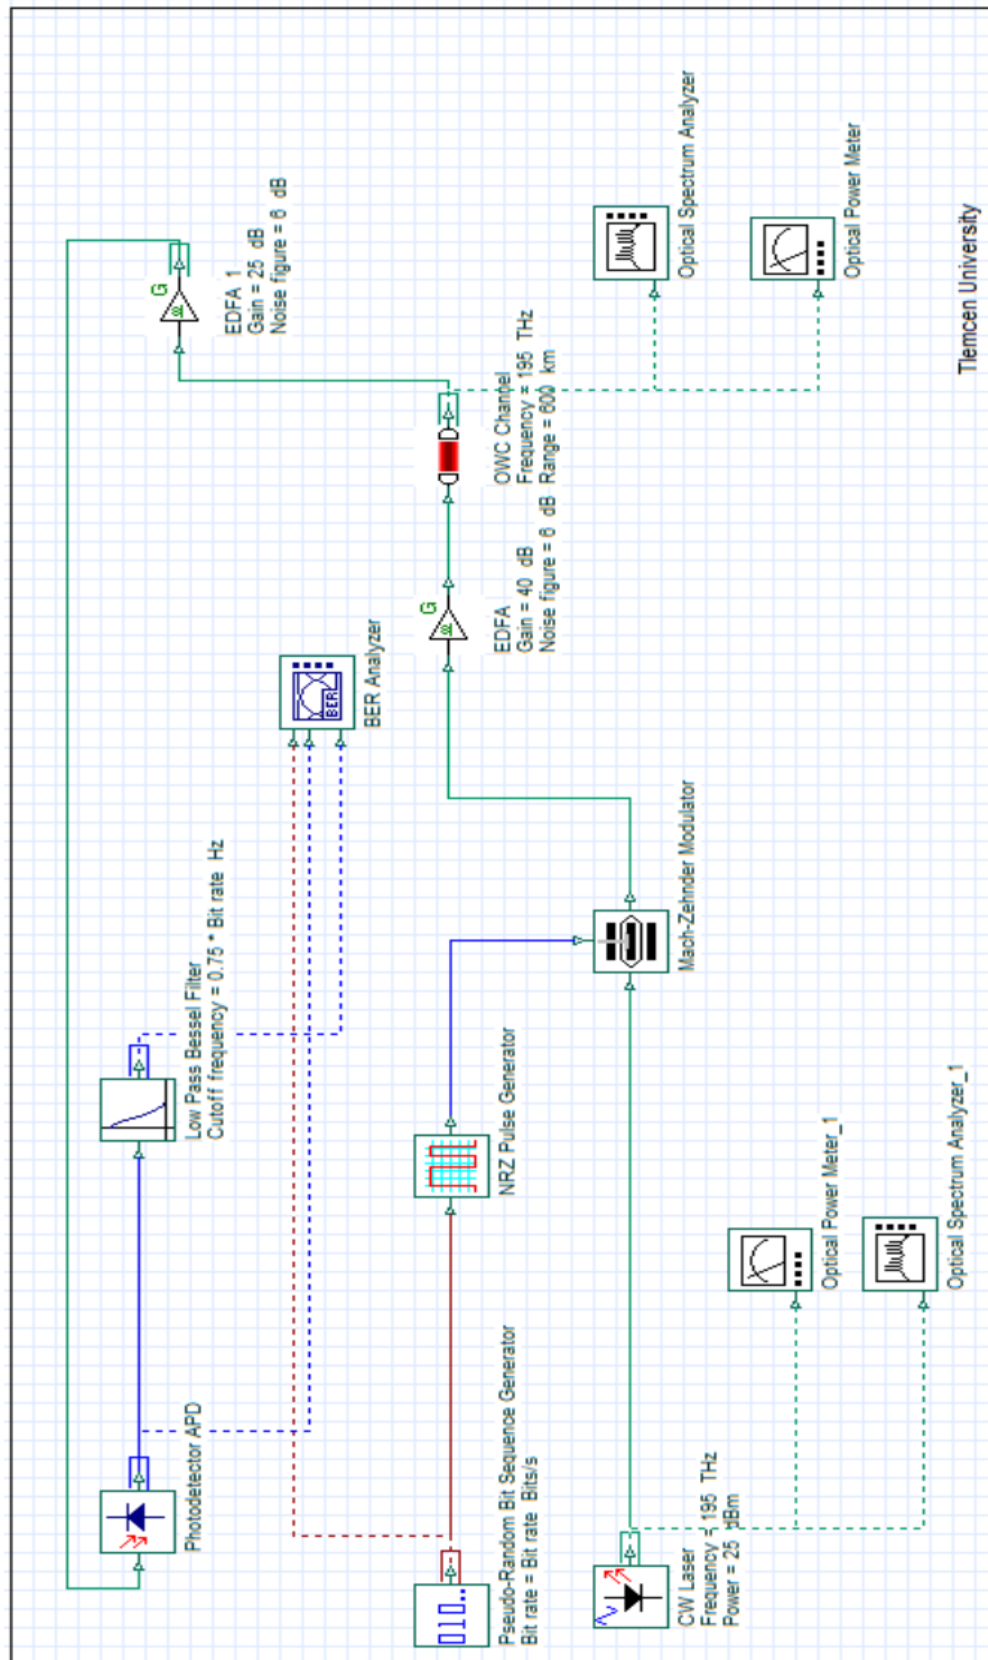 Photodetector APD
Low Pass Bessel Filter
Cutoff frequency = 0.75 * Bit rate Hz
BER
BER Analyzer
G
EDFA 1
Gain = 25 dB
Noise figure = 6 dB
010..
Pseudo-Random Bit Sequence Generator
Bit rate = Bit rate Bits/s
NRZ Pulse Generator
G
EDFA
Gain = 40 dB
Noise figure = 6 dB
OWC Channel
Frequency = 195 THz
Range = 600 km
CW Laser
Frequency = 195 THz
Power = 25 dBm
Mach-Zehnder Modulator
Optical Spectrum Analyzer
Optical Power Meter_1
Optical Power Meter
Optical Spectrum Analyzer_1
Tlemcen University